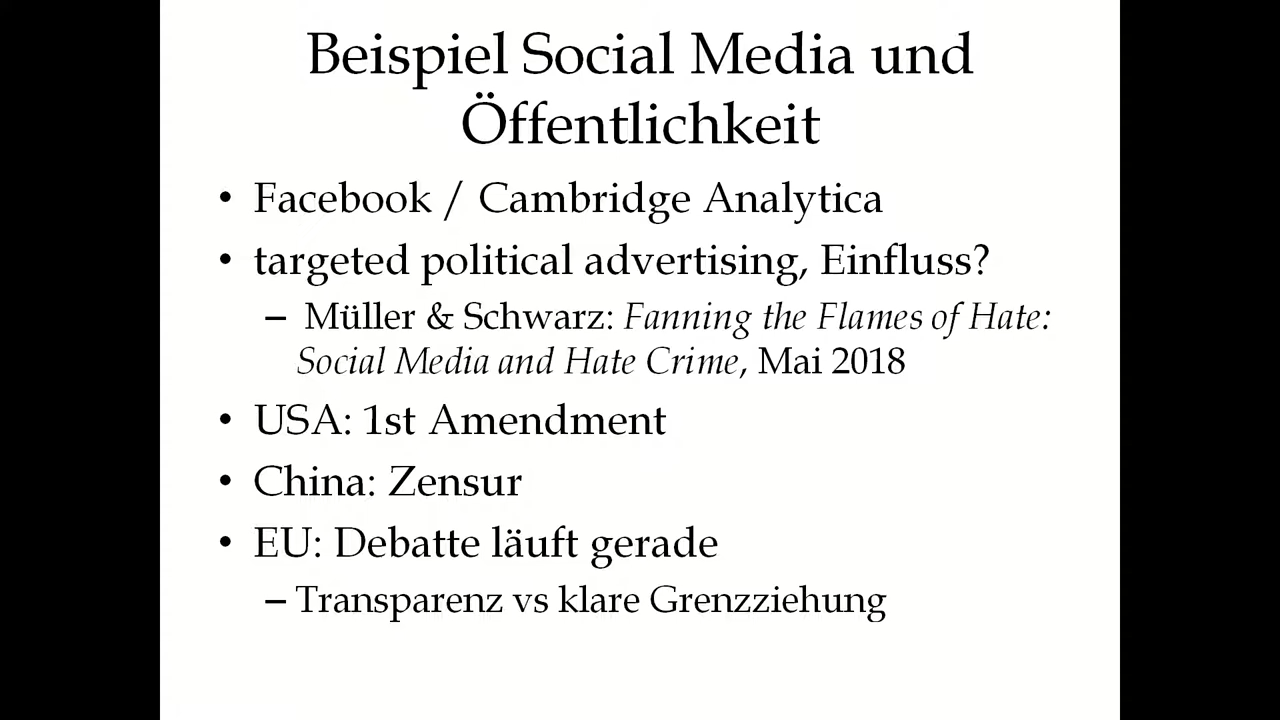 Beispiel Social Media und
Öffentlichkeit
• Facebook / Cambridge Analytica
• targeted political advertising, Einfluss?
– Müller & Schwarz: Fanning the Flames of Hate:
Social Media and Hate Crime, Mai 2018
• USA: 1st Amendment
• China: Zensur
• EU: Debatte läuft gerade
– Transparenz vs klare Grenzziehung